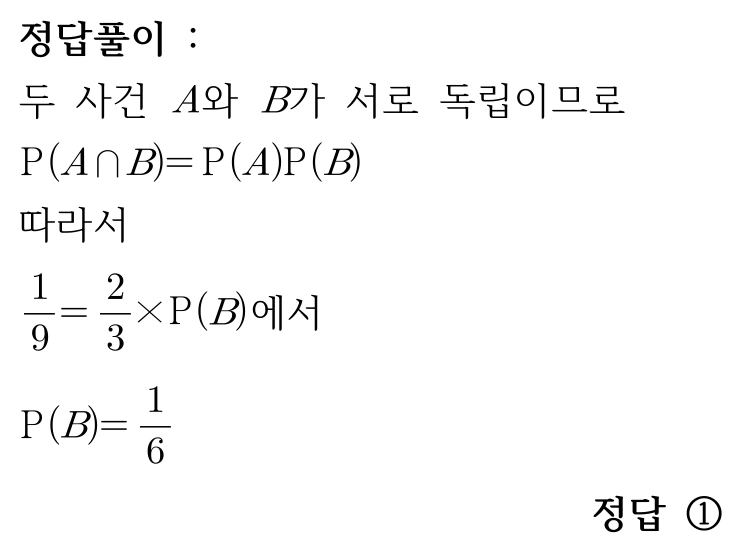 정답풀이 :
두 사건 A와 B가 서로 독립이므로
P(A∩B)=P(A)P(B)
따라서
1/9=2/3×P(B)에서
P(B)=1/6
정답 ①